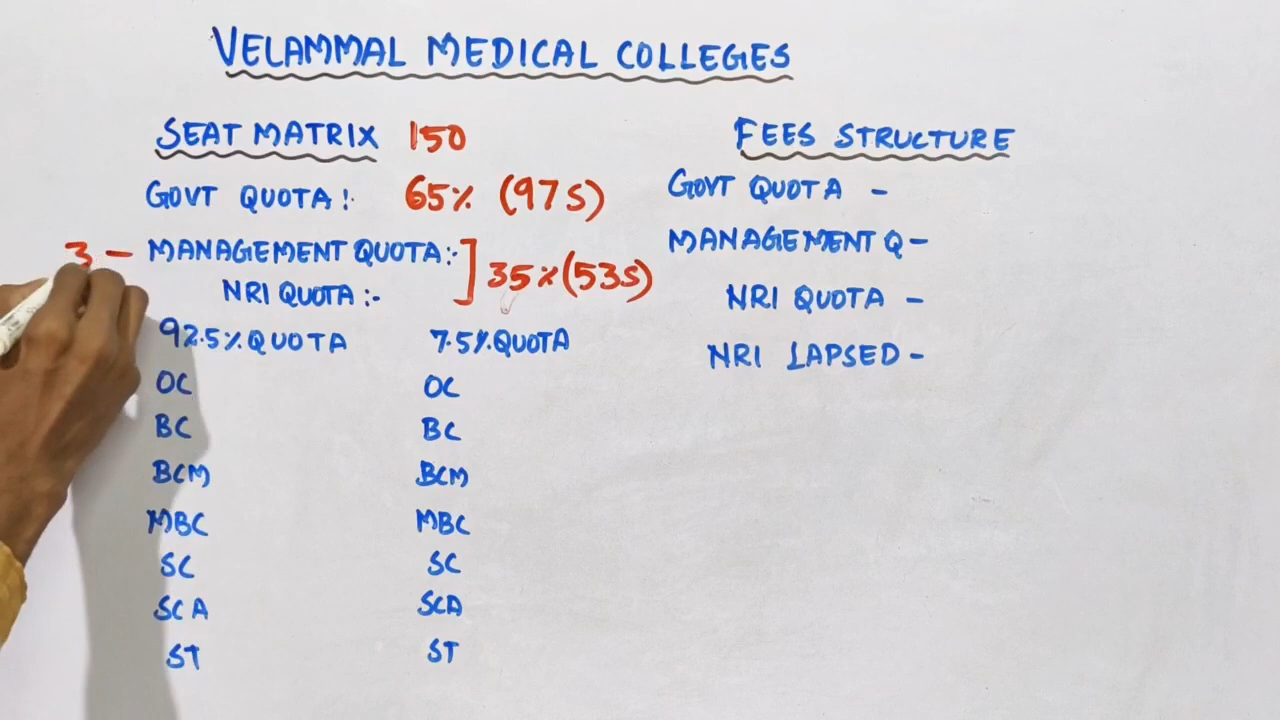 VELAMMAL MEDICAL COLLEGES
SEAT MATRIX 150
GOVT QUOTA:- 65% (97S)
3 - MANAGEMENT QUOTA:-
NRI QUOTA :-
] 35% (53S)
92.5% QUOTA
OC
BC
BCM
MBC
SC
SCA
ST
7.5% QUOTA
OC
BC
BCM
MBC
SC
SCA
ST
FEES STRUCTURE
GOVT QUOTA -
MANAGEMENT Q-
NRI QUOTA -
NRI LAPSED -